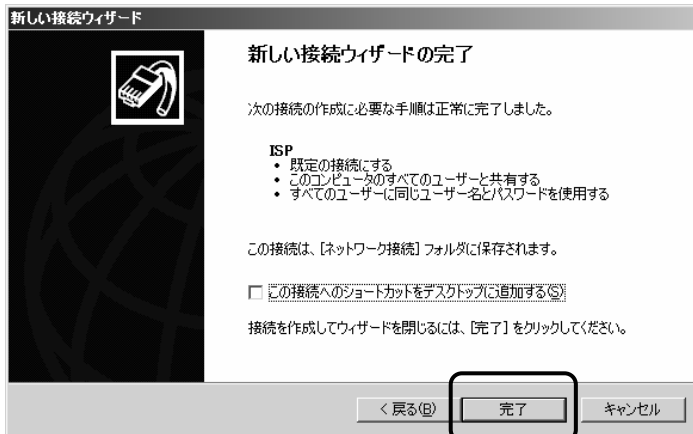 新しい接続ウィザード
新しい接続ウィザードの完了
次の接続の作成に必要な手順は正常に完了しました。
ISP
• 既定の接続にする
• このコンピュータのすべてのユーザーと共有する
• すべてのユーザーに同じユーザー名とパスワードを使用する
この接続は、[ネットワーク接続] フォルダに保存されます。
この接続へのショートカットをデスクトップに追加する(S)
接続を作成してウィザードを閉じるには、[完了] をクリックしてください。
< 戻る(B) 完了 キャンセル